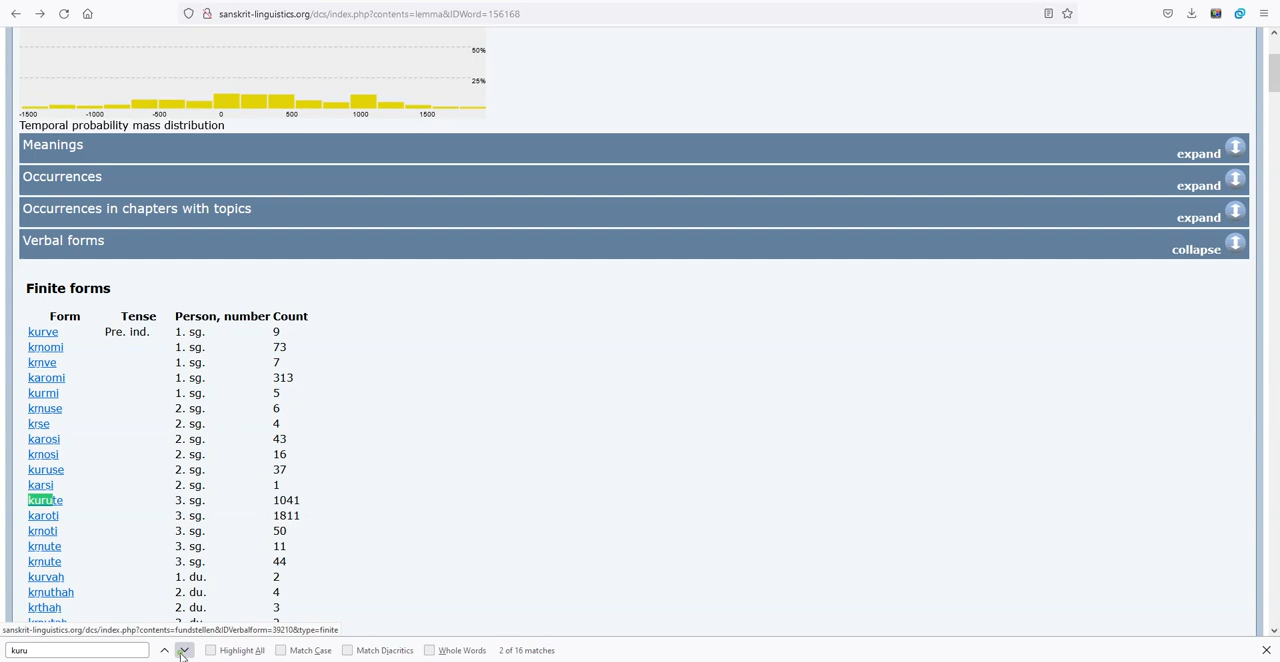 sanskrit-linguistics.org/dcs/index.php?contents=lemma&IDWord=156168
50%
25%
-1500 -1000 -500 0 500 1000 1500
Temporal probability mass distribution
Meanings expand
Occurrences expand
Occurrences in chapters with topics expand
Verbal forms collapse
Finite forms
Form Tense Person, number Count
kurve Pre. ind. 1. sg. 9
kṛṇomi 1. sg. 73
kṛṇve 1. sg. 7
karomi 1. sg. 313
kurmi 1. sg. 5
kṛṇuṣe 2. sg. 6
kṛṣe 2. sg. 4
karoṣi 2. sg. 43
kṛṇoṣi 2. sg. 16
kuruṣe 2. sg. 37
karṣi 2. sg. 1
kurute 3. sg. 1041
karoti 3. sg. 1811
kṛṇoti 3. sg. 50
kṛṇute 3. sg. 11
kṛṇute 3. sg. 44
kurvaḥ 1. du. 2
kṛṇuthaḥ 2. du. 4
kṛthaḥ 2. du. 3
sanskrit-linguistics.org/dcs/index.php?contents=fundstellen&IDVerbalform=39210&type=finite
kuru Highlight All Match Case Match Diacritics Whole Words 2 of 16 matches